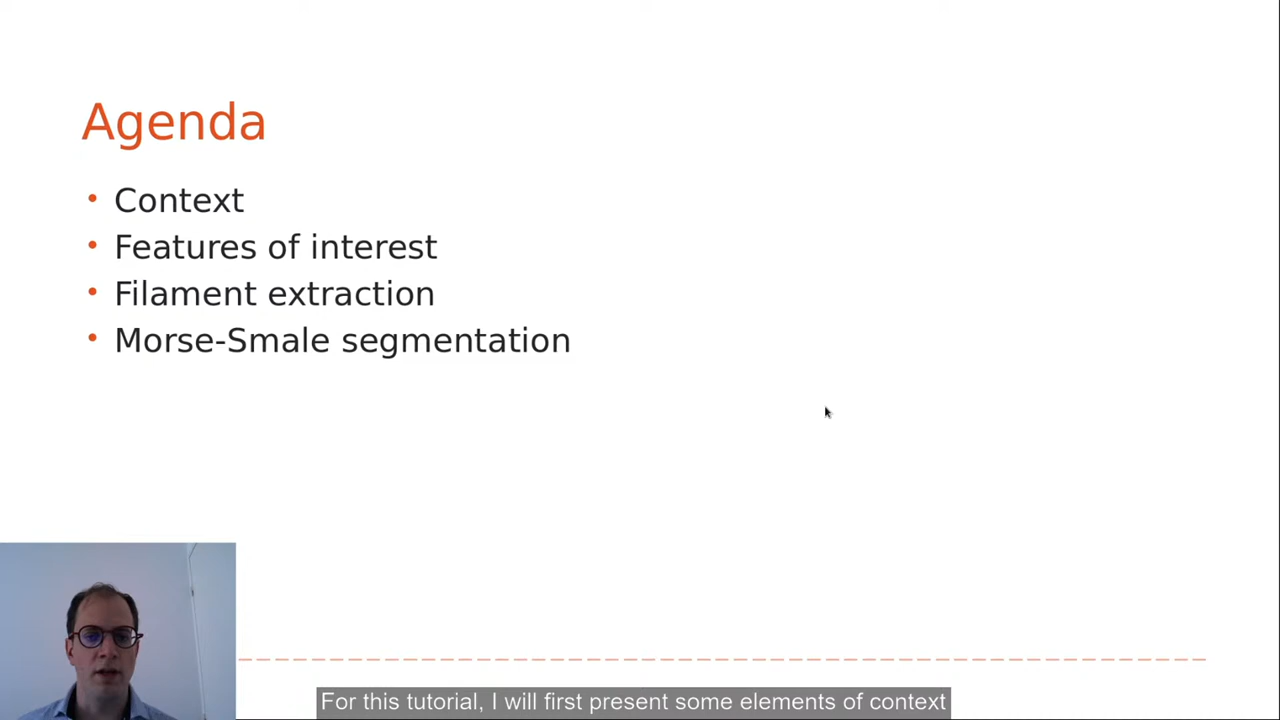 Agenda
• Context
• Features of interest
• Filament extraction
• Morse-Smale segmentation
For this tutorial, I will first present some elements of context